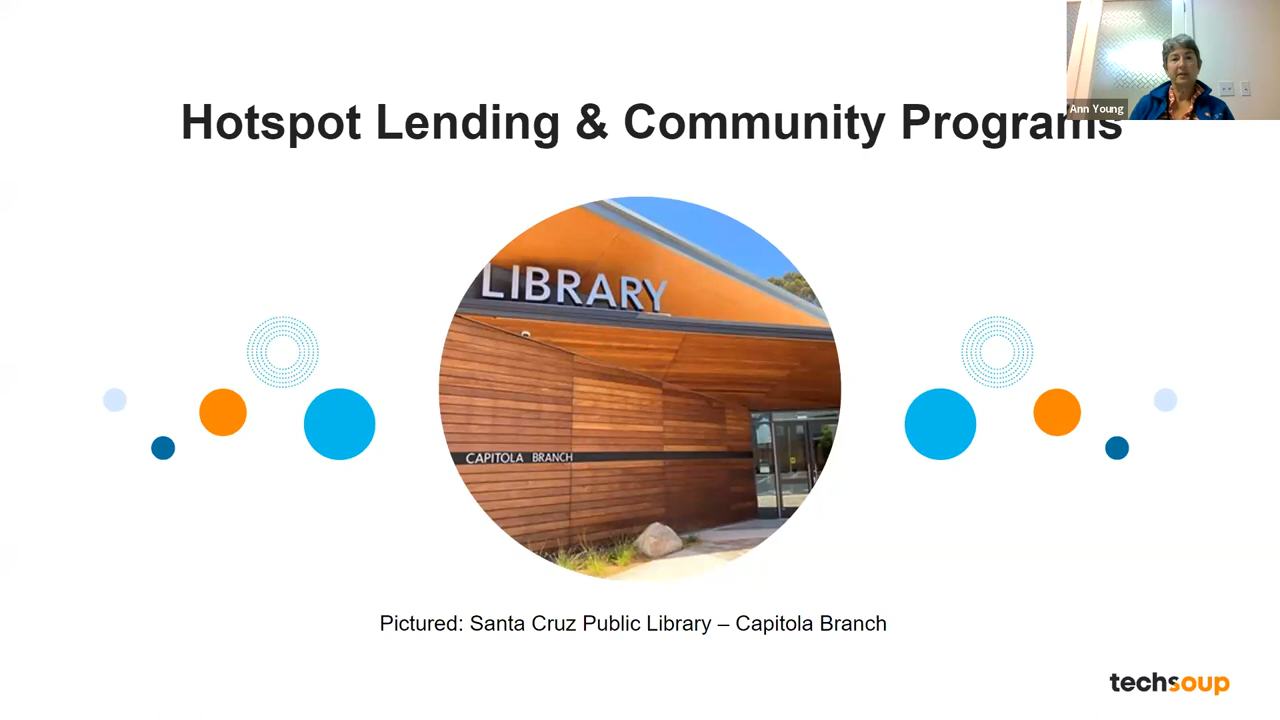 Hotspot Lending & Community Programs
Ann Young
LIBRARY
CAPITOLA BRANCH
Pictured: Santa Cruz Public Library – Capitola Branch
techsoup